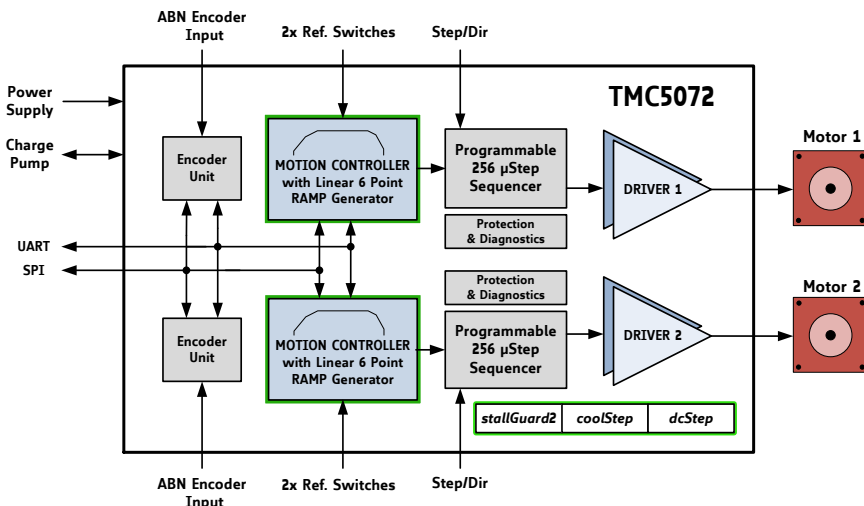 ABN Encoder
Input
2x Ref. Switches
Step/Dir
Power
Supply
TMC5072
Charge
Pump
Encoder
Unit
MOTION CONTROLLER
with Linear 6 Point
RAMP Generator
Programmable
256 µStep
Sequencer
DRIVER 1
Motor 1
Protection
& Diagnostics
UART
SPI
Protection
& Diagnostics
Motor 2
Encoder
Unit
MOTION CONTROLLER
with Linear 6 Point
RAMP Generator
Programmable
256 µStep
Sequencer
DRIVER 2
stallGuard2
coolStep
dcStep
ABN Encoder
Input
2x Ref. Switches
Step/Dir